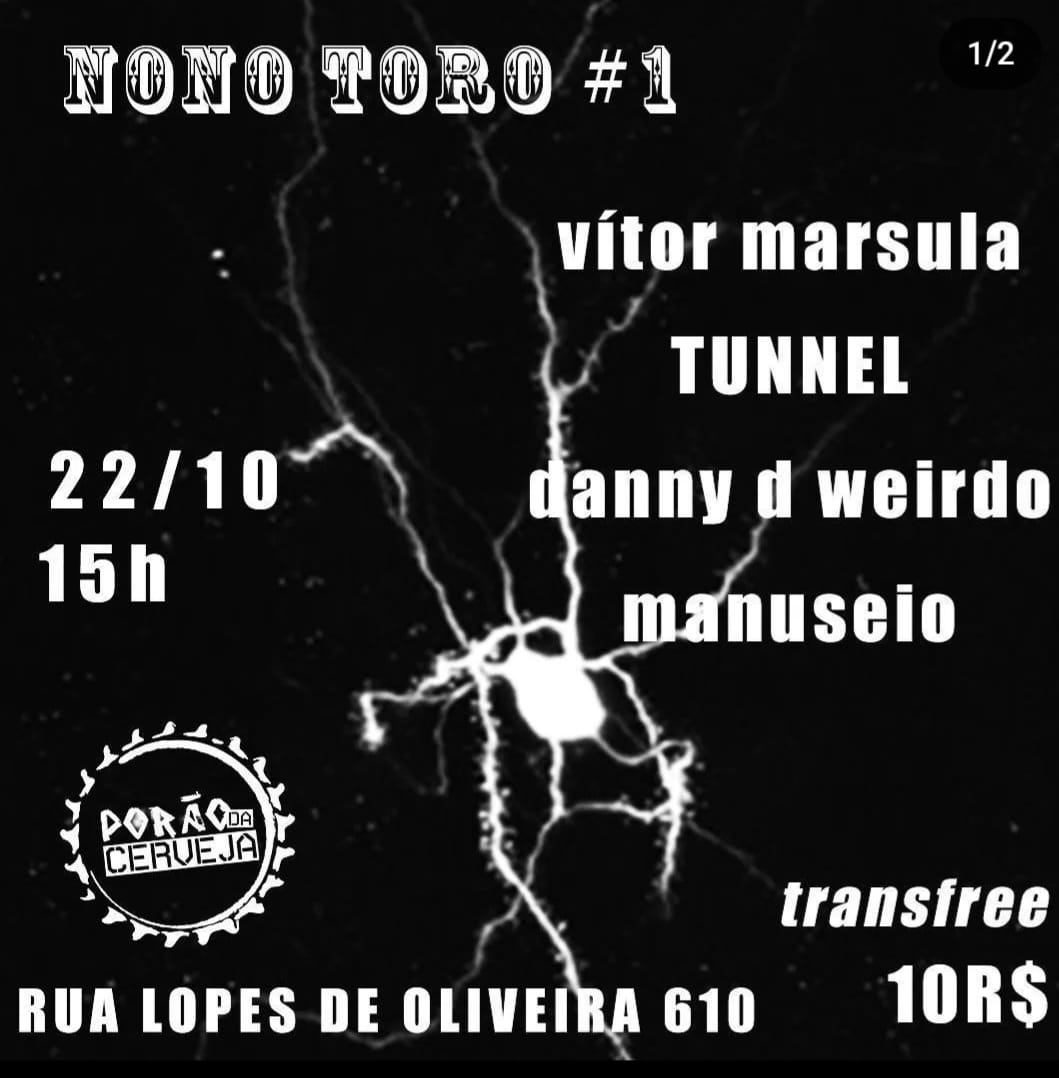 NONO TORO #1
1/2
vítor marsula
TUNNEL
danny d weirdo
manuseio
22/10
15h
PORÃO DA
CERVEJA
transfree
10R$
RUA LOPES DE OLIVEIRA 610